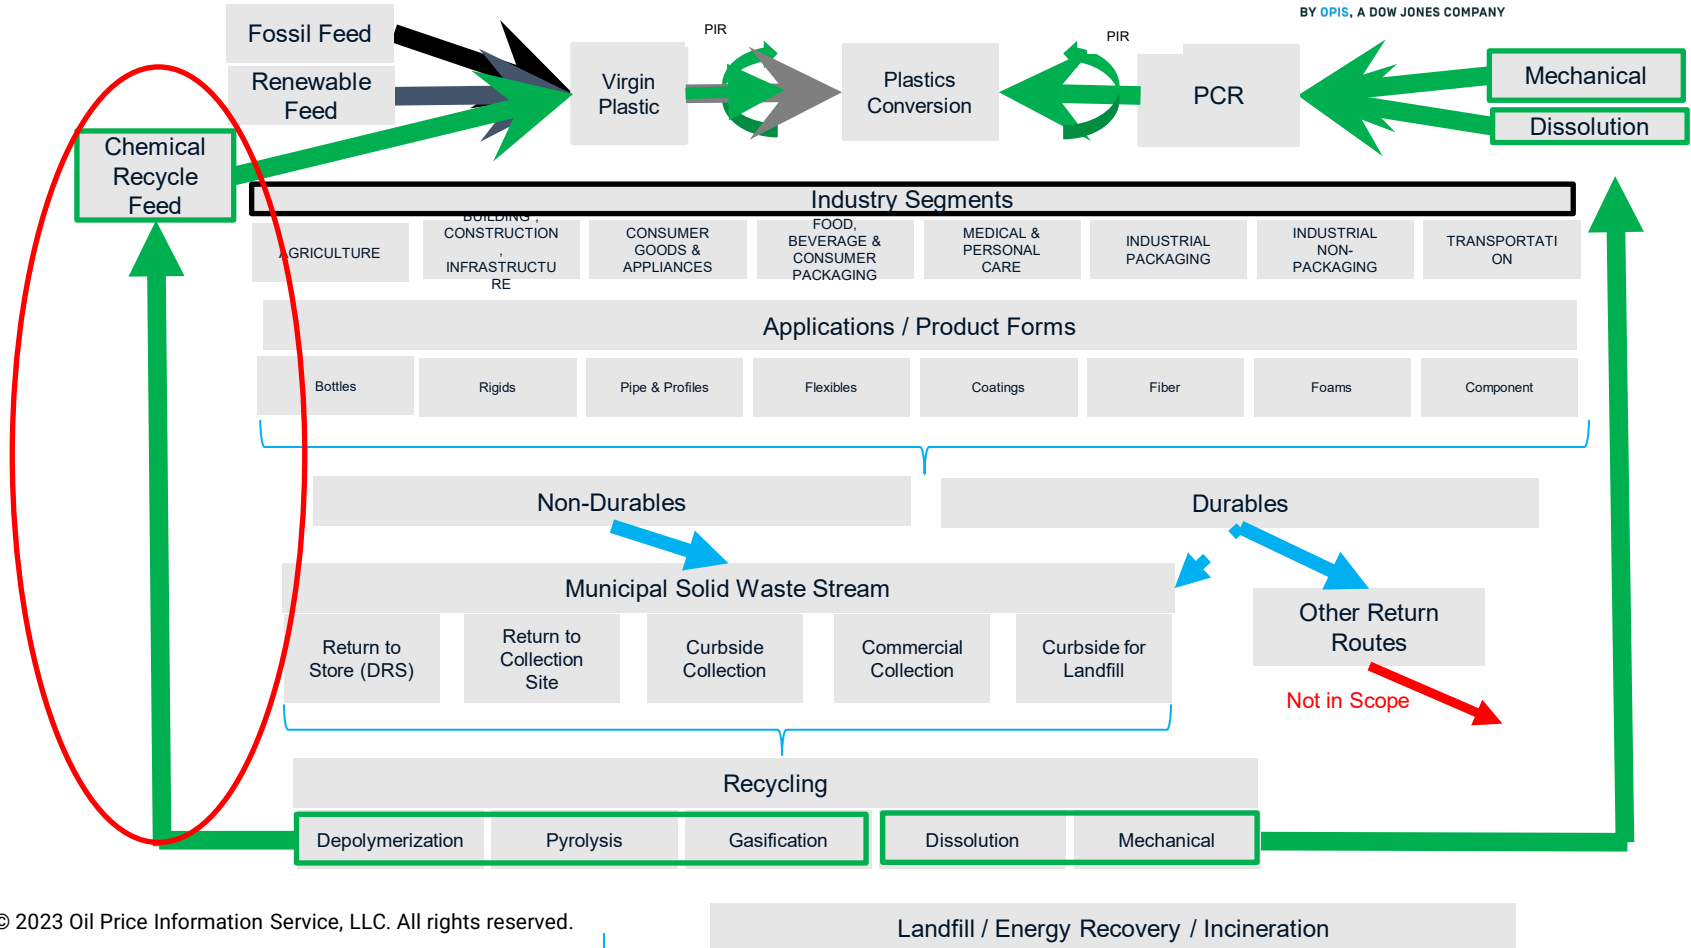 BY OPIS, A DOW JONES COMPANY
Fossil Feed
Renewable
Feed
Chemical
Recycle
Feed
Virgin
Plastic
PIR
Plastics
Conversion
PIR
PCR
Mechanical
Dissolution
Industry Segments
AGRICULTURE
BUILDING ,
CONSTRUCTION
,
INFRASTRUCTU
RE
CONSUMER
GOODS &
APPLIANCES
FOOD,
BEVERAGE &
CONSUMER
PACKAGING
MEDICAL &
PERSONAL
CARE
INDUSTRIAL
PACKAGING
INDUSTRIAL
NON-
PACKAGING
TRANSPORTATI
ON
Applications / Product Forms
Bottles
Rigids
Pipe & Profiles
Flexibles
Coatings
Fiber
Foams
Component
Non-Durables
Durables
Municipal Solid Waste Stream
Return to
Store (DRS)
Return to
Collection
Site
Curbside
Collection
Commercial
Collection
Curbside for
Landfill
Other Return
Routes
Not in Scope
Recycling
Depolymerization
Pyrolysis
Gasification
Dissolution
Mechanical
© 2023 Oil Price Information Service, LLC. All rights reserved.
Landfill / Energy Recovery / Incineration